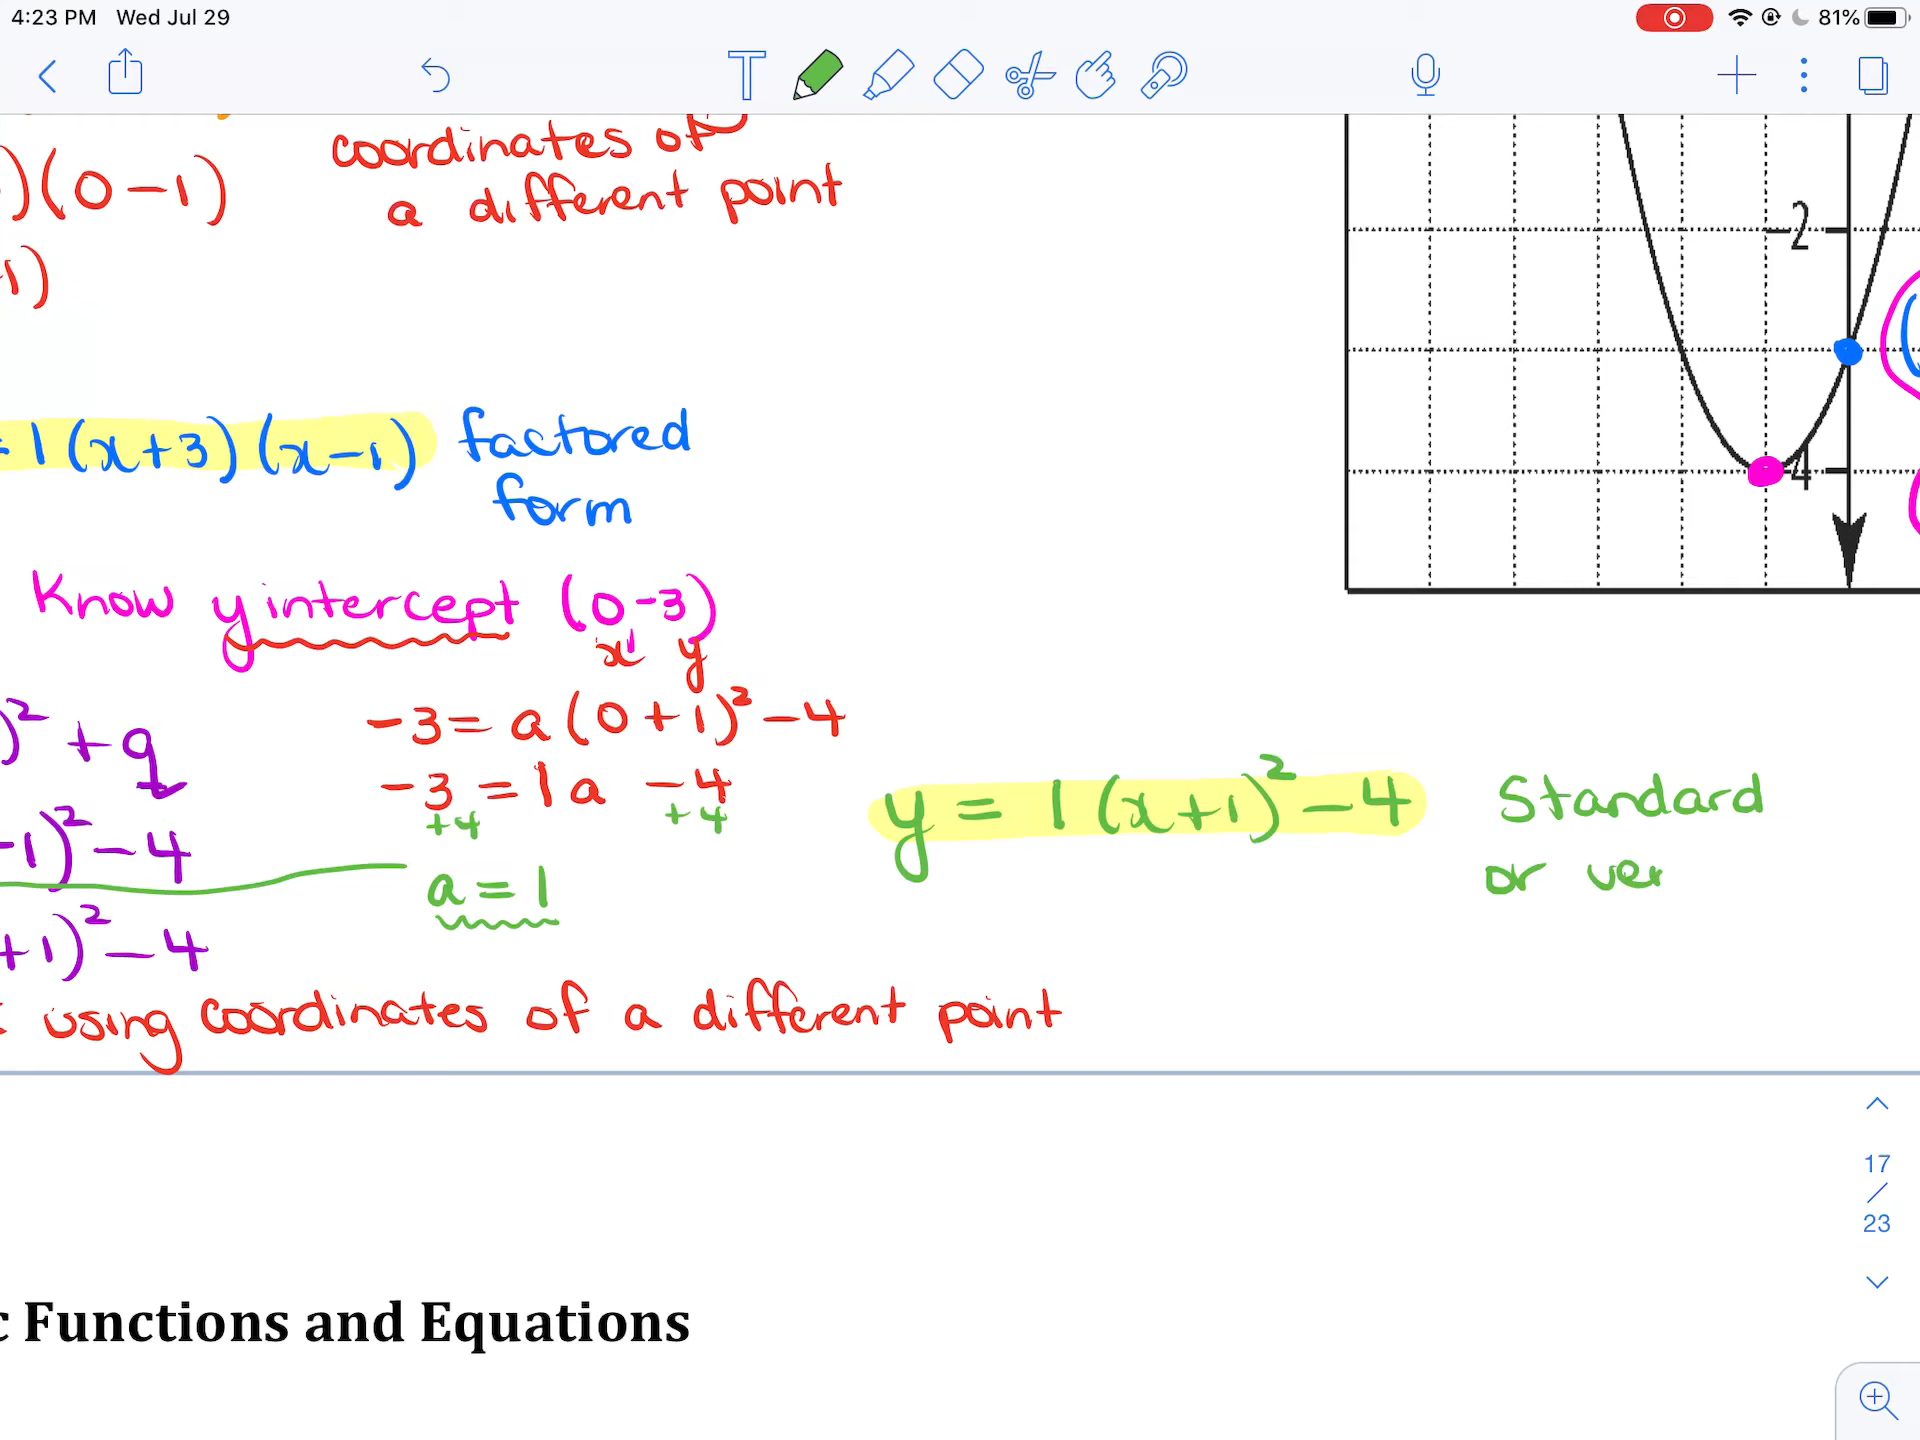 4:23 PM Wed Jul 29
81%
T
coordinates of
)(0-1)
a different point
1)
-2
= 1(x+3)(x-1) factored
form
4
Know y intercept (0-3)
x y
)² + q
-3 = a(0+1)² -4
-3 = 1a -4
+4 +4
y = 1(x+1)² -4
Standard
or ver
-1)² -4
a = 1
+1)² -4
using coordinates of a different point
17
/
23
c Functions and Equations